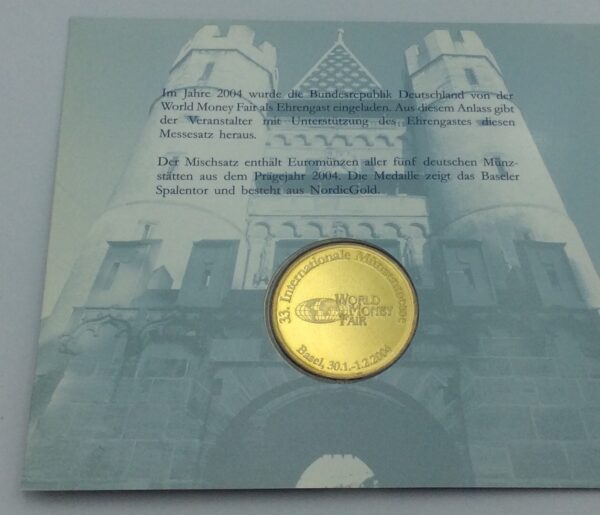 Im Jahre 2004 wurde die Bundesrepublik Deutschland von der
World Money Fair als Ehrengast eingeladen. Aus diesem Anlass gibt
der Veranstalter mit Unterstützung des Ehrengastes diesen
Messesatz heraus.
Der Mischsatz enthält Euromünzen aller fünf deutschen Münz-
stätten aus dem Prägejahr 2004. Die Medaille zeigt das Baseler
Spalentor und besteht aus NordicGold.
33. Internationale Münzenmesse
WORLD
MONEY
FAIR
Basel, 30.1.-1.2.2004